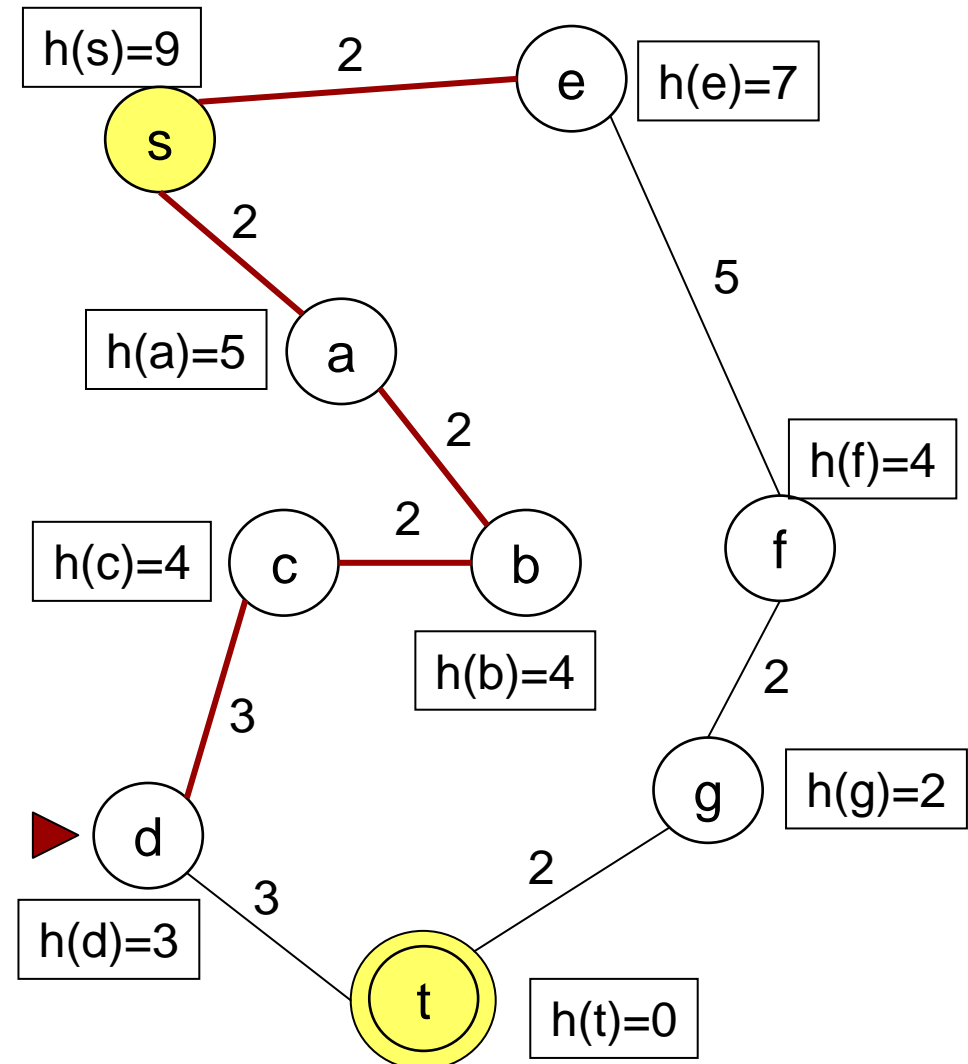 h(s)=9
2
e
h(e)=7
s
2
5
h(a)=5
a
2
h(f)=4
2
h(c)=4
c
b
f
h(b)=4
2
3
g
h(g)=2
d
2
3
h(d)=3
t
h(t)=0